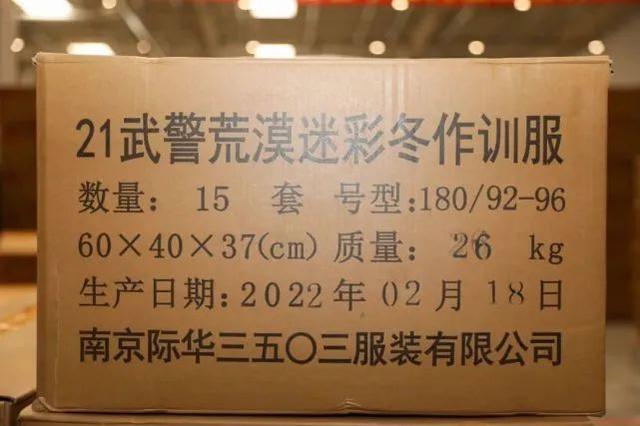 21武警荒漠迷彩冬作训服
数量: 15 套 号型:180/92-96
60×40×37(cm) 质量: 26 kg
生产日期:2022年02月18日
南京际华三五〇三服装有限公司